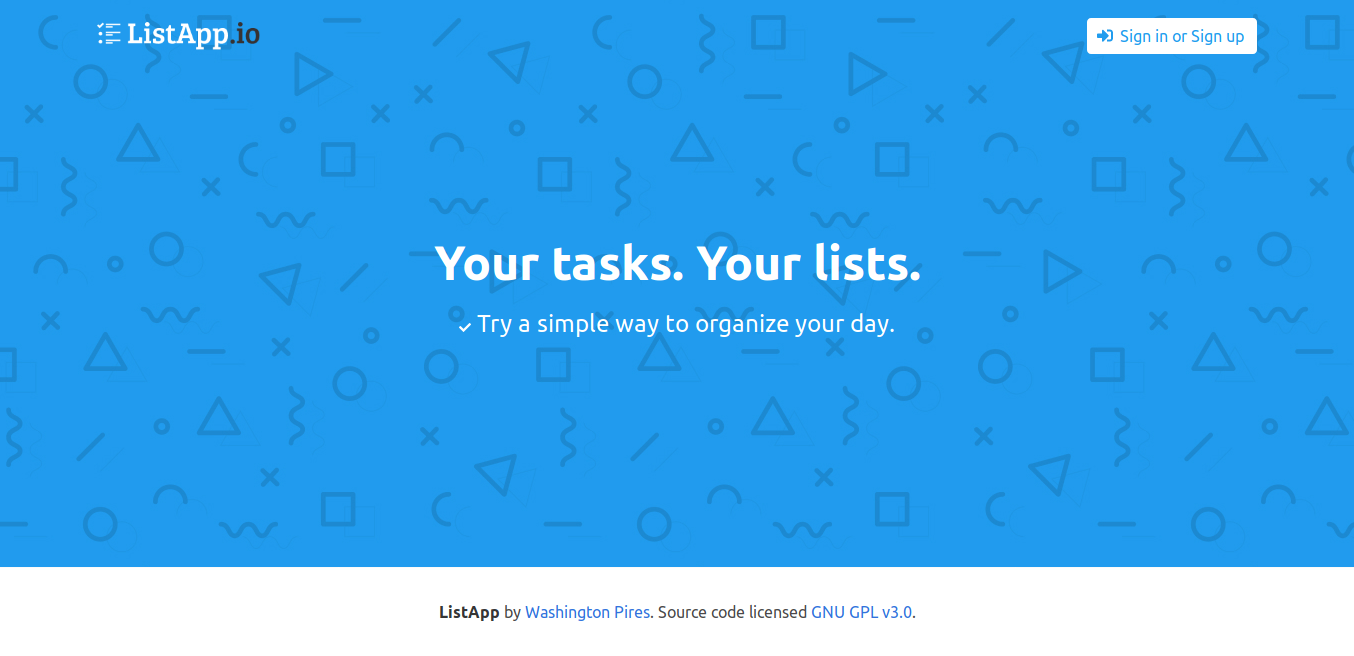 ListApp.io
Sign in or Sign up
Your tasks. Your lists.
Try a simple way to organize your day.
ListApp by Washington Pires. Source code licensed GNU GPL v3.0.